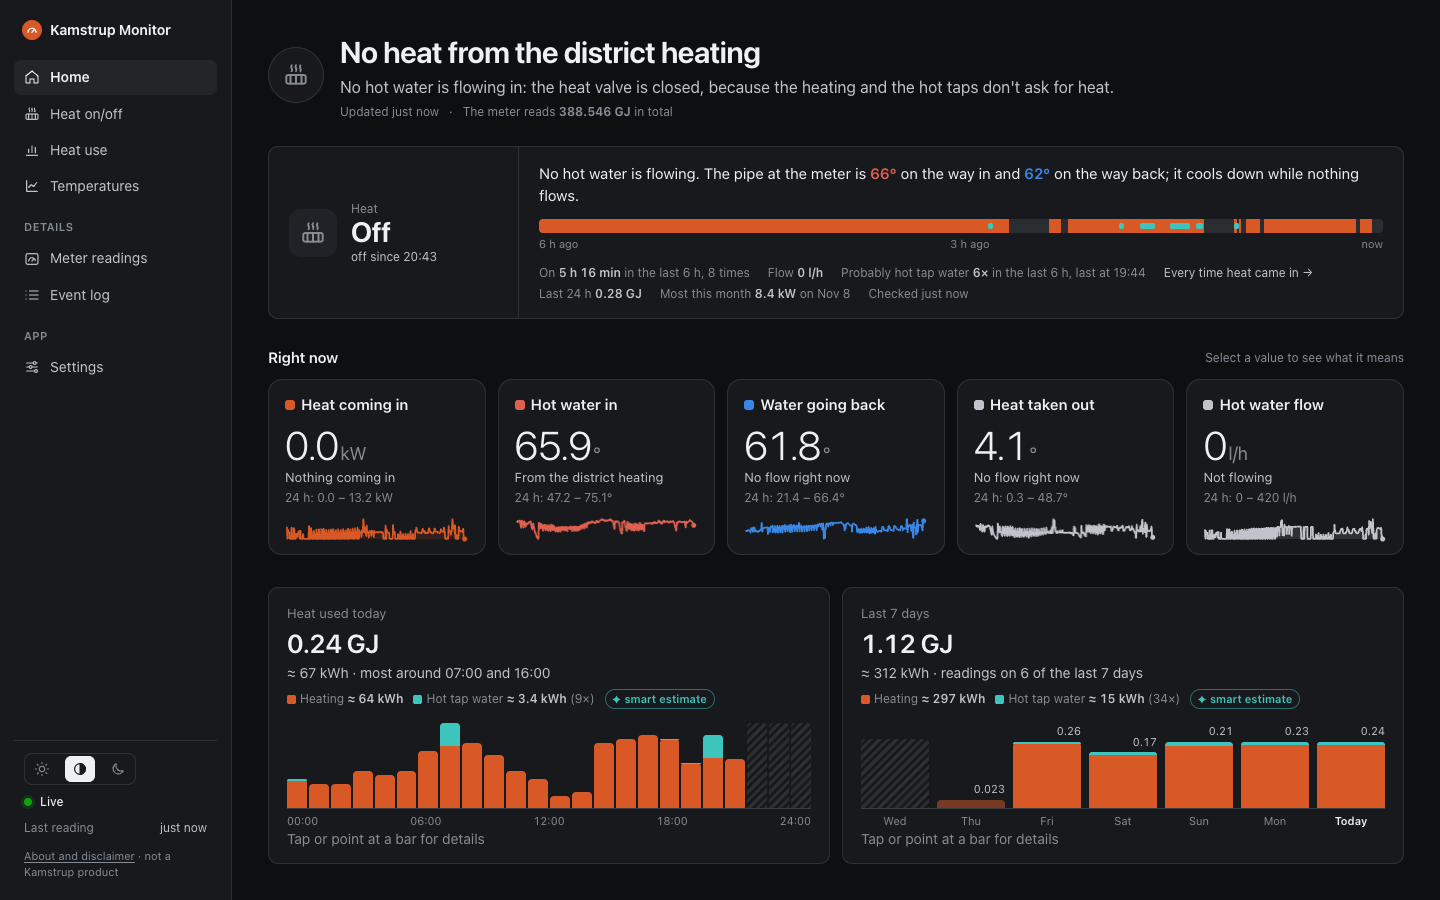 Kamstrup Monitor
Home
Heat on/off
Heat use
Temperatures
DETAILS
Meter readings
Event log
APP
Settings
Live
Last reading just now
About and disclaimer · not a
Kamstrup product
No heat from the district heating
No hot water is flowing in: the heat valve is closed, because the heating and the hot taps don't ask for heat.
Updated just now · The meter reads 388.546 GJ in total
Heat
Off
off since 20:43
No hot water is flowing. The pipe at the meter is 66° on the way in and 62° on the way back; it cools down while nothing
flows.
6 h ago 3 h ago now
On 5 h 16 min in the last 6 h, 8 times Flow 0 l/h Probably hot tap water 6× in the last 6 h, last at 19:44 Every time heat came in →
Last 24 h 0.28 GJ Most this month 8.4 kW on Nov 8 Checked just now
Right now Select a value to see what it means
Heat coming in
0.0 kW
Nothing coming in
24 h: 0.0 – 13.2 kW
Hot water in
65.9 °
From the district heating
24 h: 47.2 – 75.1°
Water going back
61.8 °
No flow right now
24 h: 21.4 – 66.4°
Heat taken out
4.1 °
No flow right now
24 h: 0.3 – 48.7°
Hot water flow
0 l/h
Not flowing
24 h: 0 – 420 l/h
Heat used today
0.24 GJ
≈ 67 kWh · most around 07:00 and 16:00
Heating ≈ 64 kWh Hot tap water ≈ 3.4 kWh (9×) smart estimate
00:00 06:00 12:00 18:00 24:00
Tap or point at a bar for details
Last 7 days
1.12 GJ
≈ 312 kWh · readings on 6 of the last 7 days
Heating ≈ 297 kWh Hot tap water ≈ 15 kWh (34×) smart estimate
0.023 0.26 0.17 0.21 0.23 0.24
Wed Thu Fri Sat Sun Mon Today
Tap or point at a bar for details